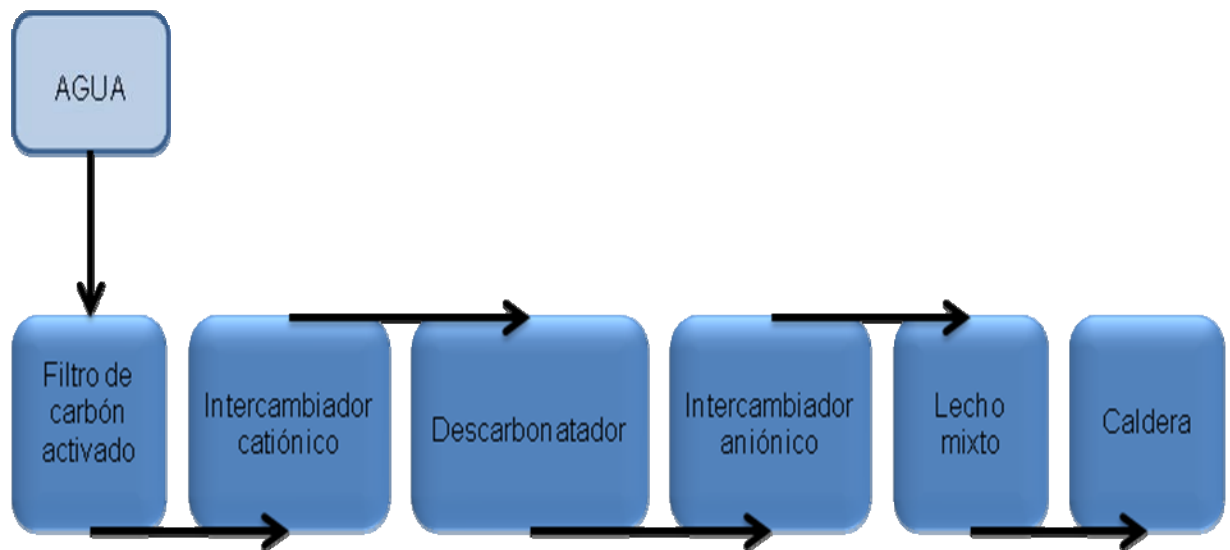 AGUA
Filtro de
carbón
activado
Intercambiador
catiónico
Descarbonatador
Intercambiador
aniónico
Lecho
mixto
Caldera